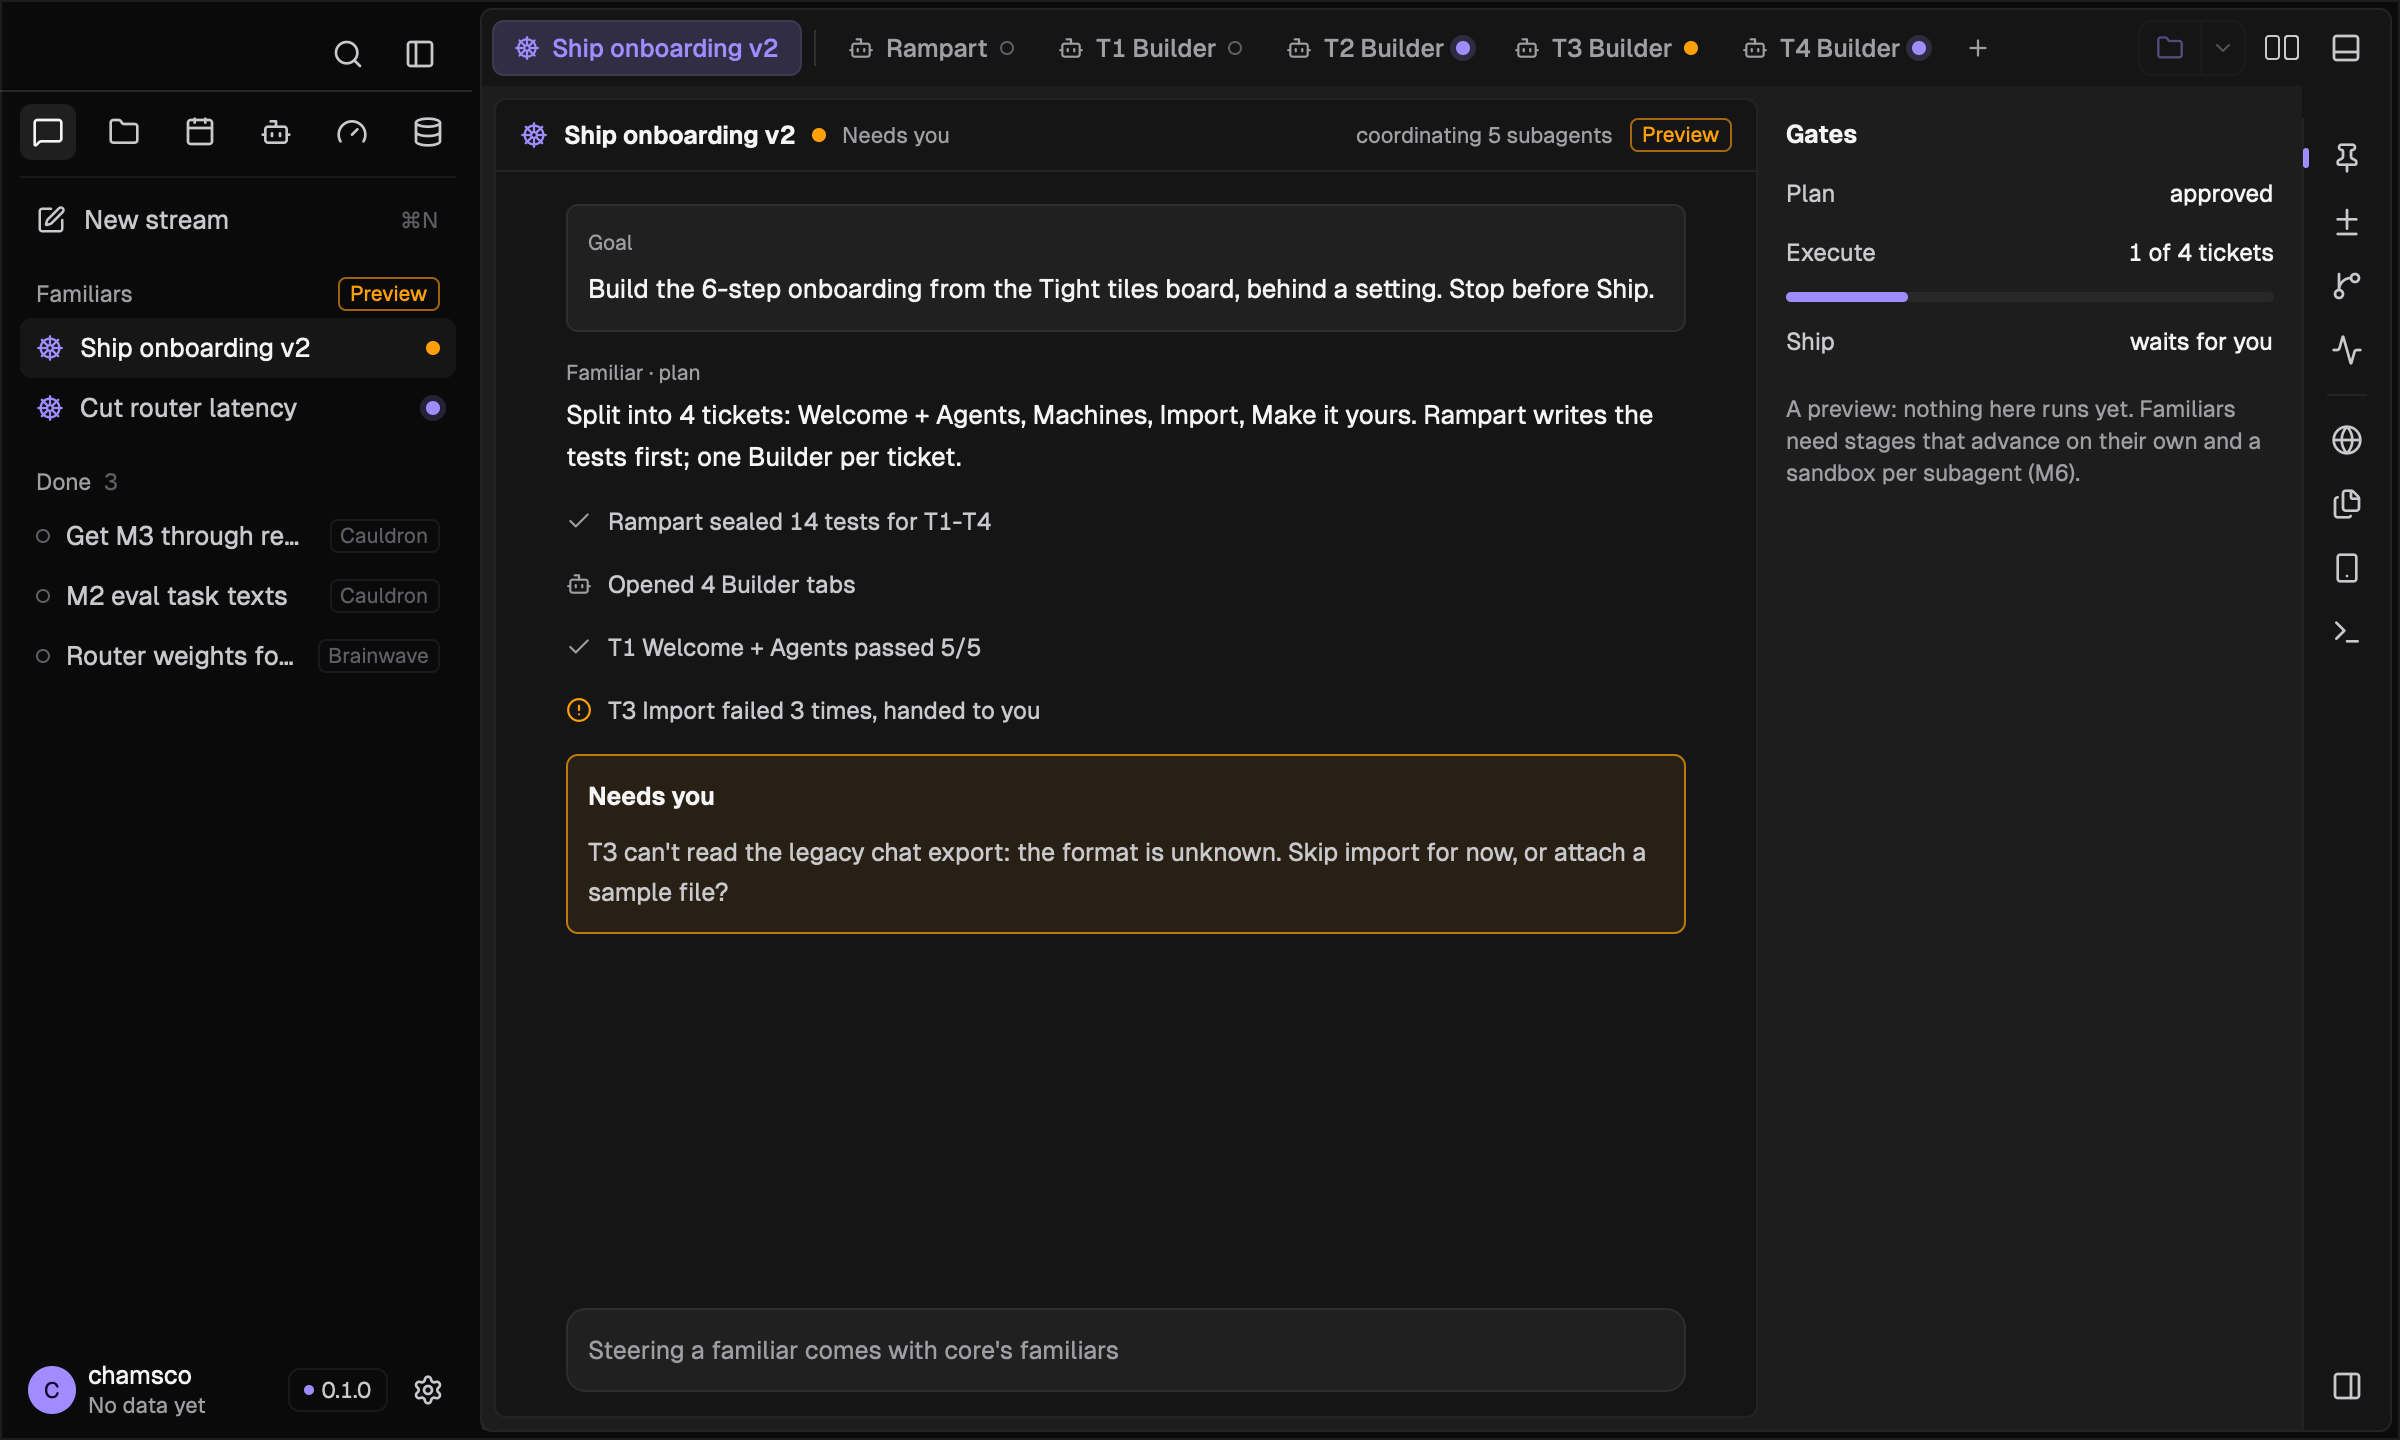 Ship onboarding v2
Rampart
T1 Builder
T2 Builder
T3 Builder
T4 Builder
New stream
⌘N
Familiars
Preview
Ship onboarding v2
Cut router latency
Done 3
Get M3 through re...
Cauldron
M2 eval task texts
Cauldron
Router weights fo...
Brainwave
C
chamsco
No data yet
0.1.0
Ship onboarding v2
Needs you
coordinating 5 subagents
Preview
Goal
Build the 6-step onboarding from the Tight tiles board, behind a setting. Stop before Ship.
Familiar · plan
Split into 4 tickets: Welcome + Agents, Machines, Import, Make it yours. Rampart writes the
tests first; one Builder per ticket.
Rampart sealed 14 tests for T1-T4
Opened 4 Builder tabs
T1 Welcome + Agents passed 5/5
T3 Import failed 3 times, handed to you
Needs you
T3 can't read the legacy chat export: the format is unknown. Skip import for now, or attach a
sample file?
Steering a familiar comes with core's familiars
Gates
Plan
approved
Execute
1 of 4 tickets
Ship
waits for you
A preview: nothing here runs yet. Familiars
need stages that advance on their own and a
sandbox per subagent (M6).